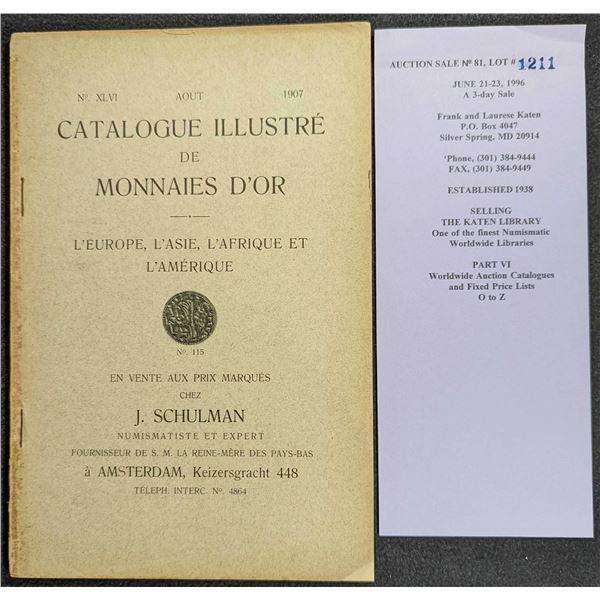 Nº. XLVI AOUT 1907
CATALOGUE ILLUSTRÉ
DE
MONNAIES D'OR
L'EUROPE, L'ASIE, L'AFRIQUE ET
L'AMÉRIQUE
Nº. 115
EN VENTE AUX PRIX MARQUÉS
CHEZ
J. SCHULMAN
NUMISMATISTE ET EXPERT
FOURNISSEUR DE S. M. LA REINE-MÈRE DES PAYS-BAS
à AMSTERDAM, Keizersgracht 448
TÉLEPH. INTERC. Nº. 4864
AUCTION SALE Nº 81, LOT # 1211
JUNE 21-23, 1996
A 3-day Sale
Frank and Laurese Katen
P.O. Box 4047
Silver Spring, MD 20914
'Phone, (301) 384-9444
FAX, (301) 384-9449
ESTABLISHED 1938
SELLING
THE KATEN LIBRARY
One of the finest Numismatic
Worldwide Libraries
PART VI
Worldwide Auction Catalogues
and Fixed Price Lists
O to Z